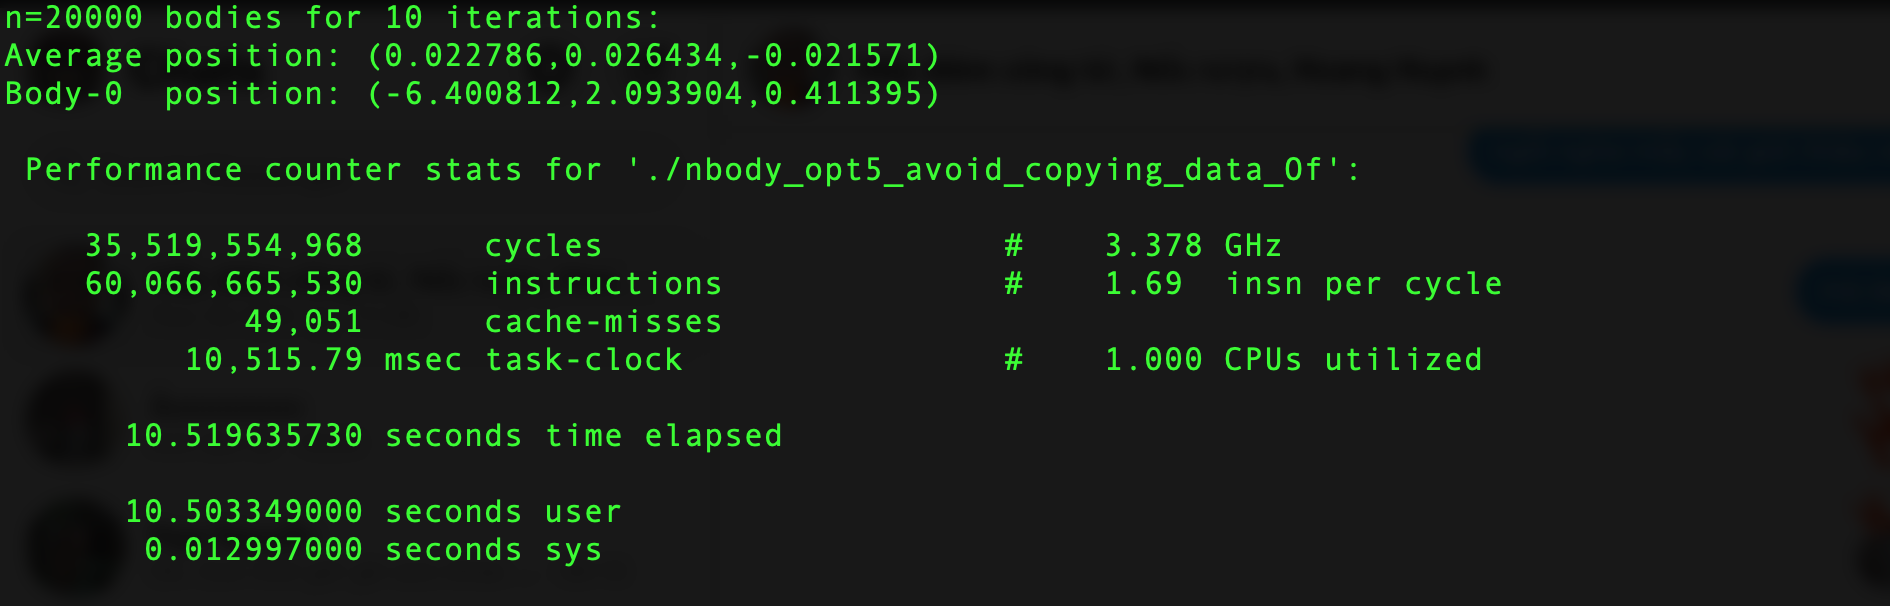 n=20000 bodies for 10 iterations:
Average position: (0.022786,0.026434,-0.021571)
Body-0  position: (-6.400812,2.093904,0.411395)
Performance counter stats for './nbody_opt5_avoid_copying_data_Of':
35,519,554,968      cycles                    #    3.378 GHz
60,066,665,530      instructions              #    1.69  insn per cycle
49,051      cache-misses
10,515.79 msec task-clock                #    1.000 CPUs utilized
10.519635730 seconds time elapsed
10.503349000 seconds user
0.012997000 seconds sys